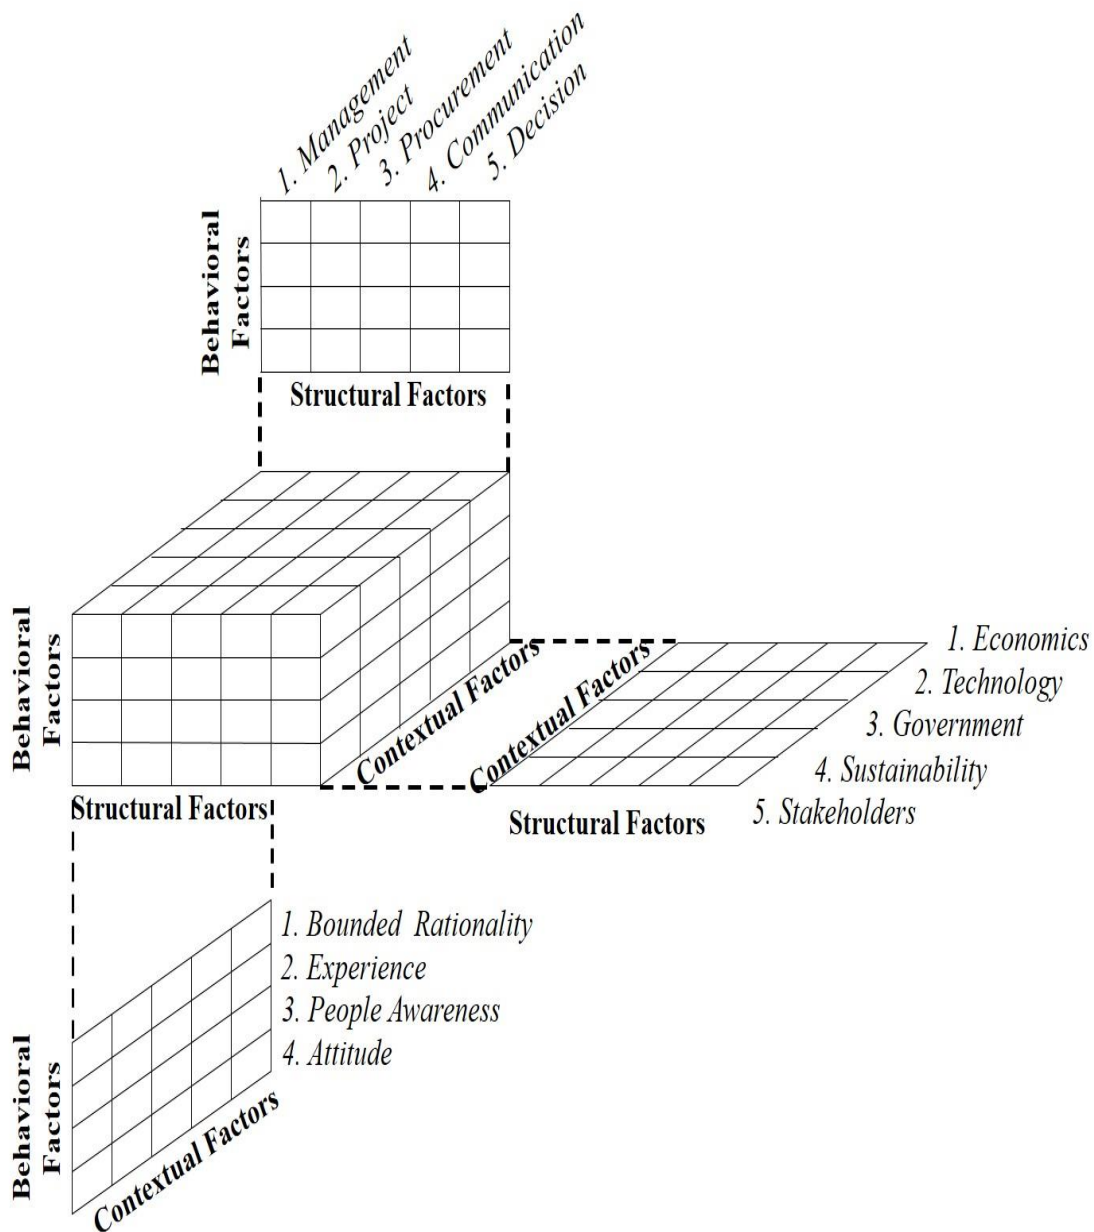 1. Management
2. Project
3. Procurement
4. Communication
5. Decision
Behavioral
Factors
Structural Factors
Behavioral
Factors
Contextual Factors
Structural Factors
Contextual Factors
Structural Factors
1. Economics
2. Technology
3. Government
4. Sustainability
5. Stakeholders
1. Bounded Rationality
2. Experience
3. People Awareness
4. Attitude
Behavioral
Factors
Contextual Factors